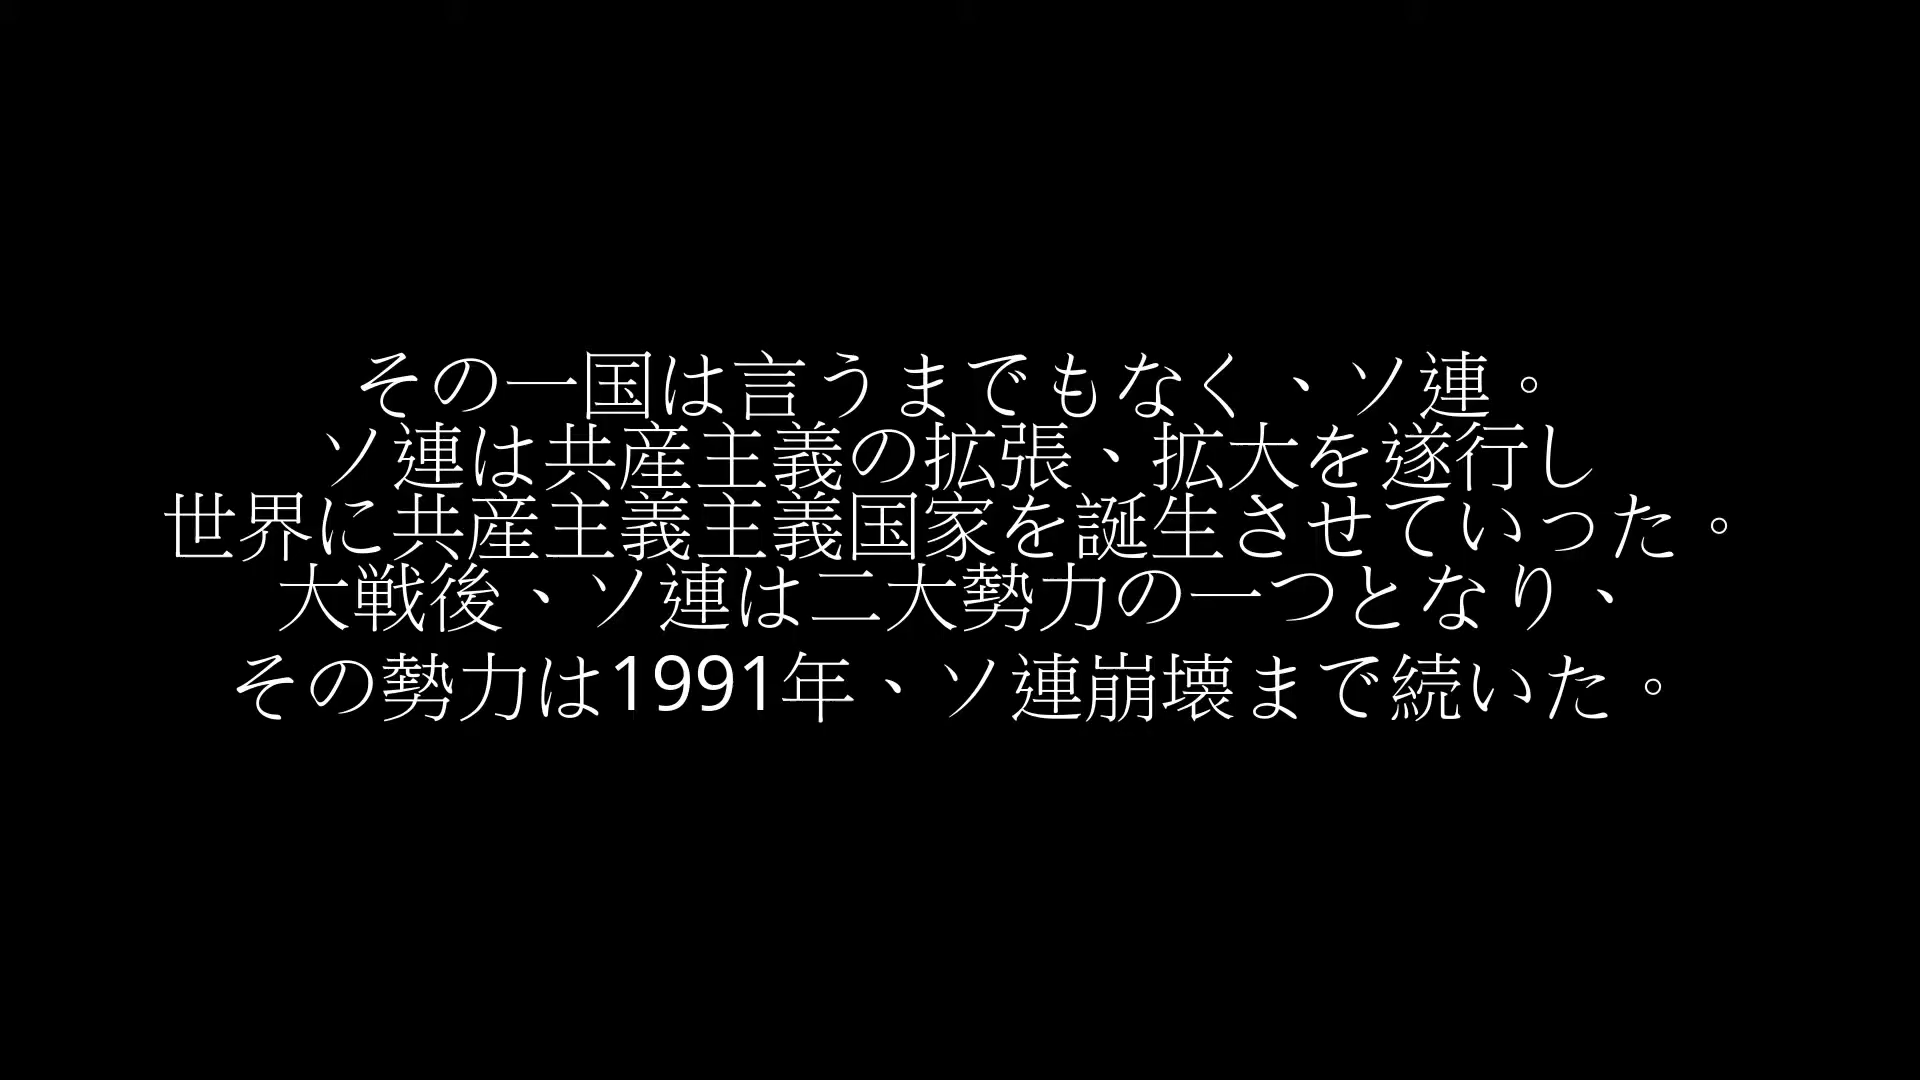 その一国は言うまでもなく、ソ連。
ソ連は共産主義の拡張、拡大を遂行し
世界に共産主義主義国家を誕生させていった。
大戦後、ソ連は二大勢力の一つとなり、
その勢力は1991年、ソ連崩壊まで続いた。